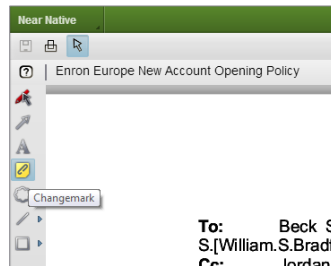 Near Native
Enron Europe New Account Opening Policy
Changemark
To: Beck S
S.[William.S.Bradf
Cc: Jordan